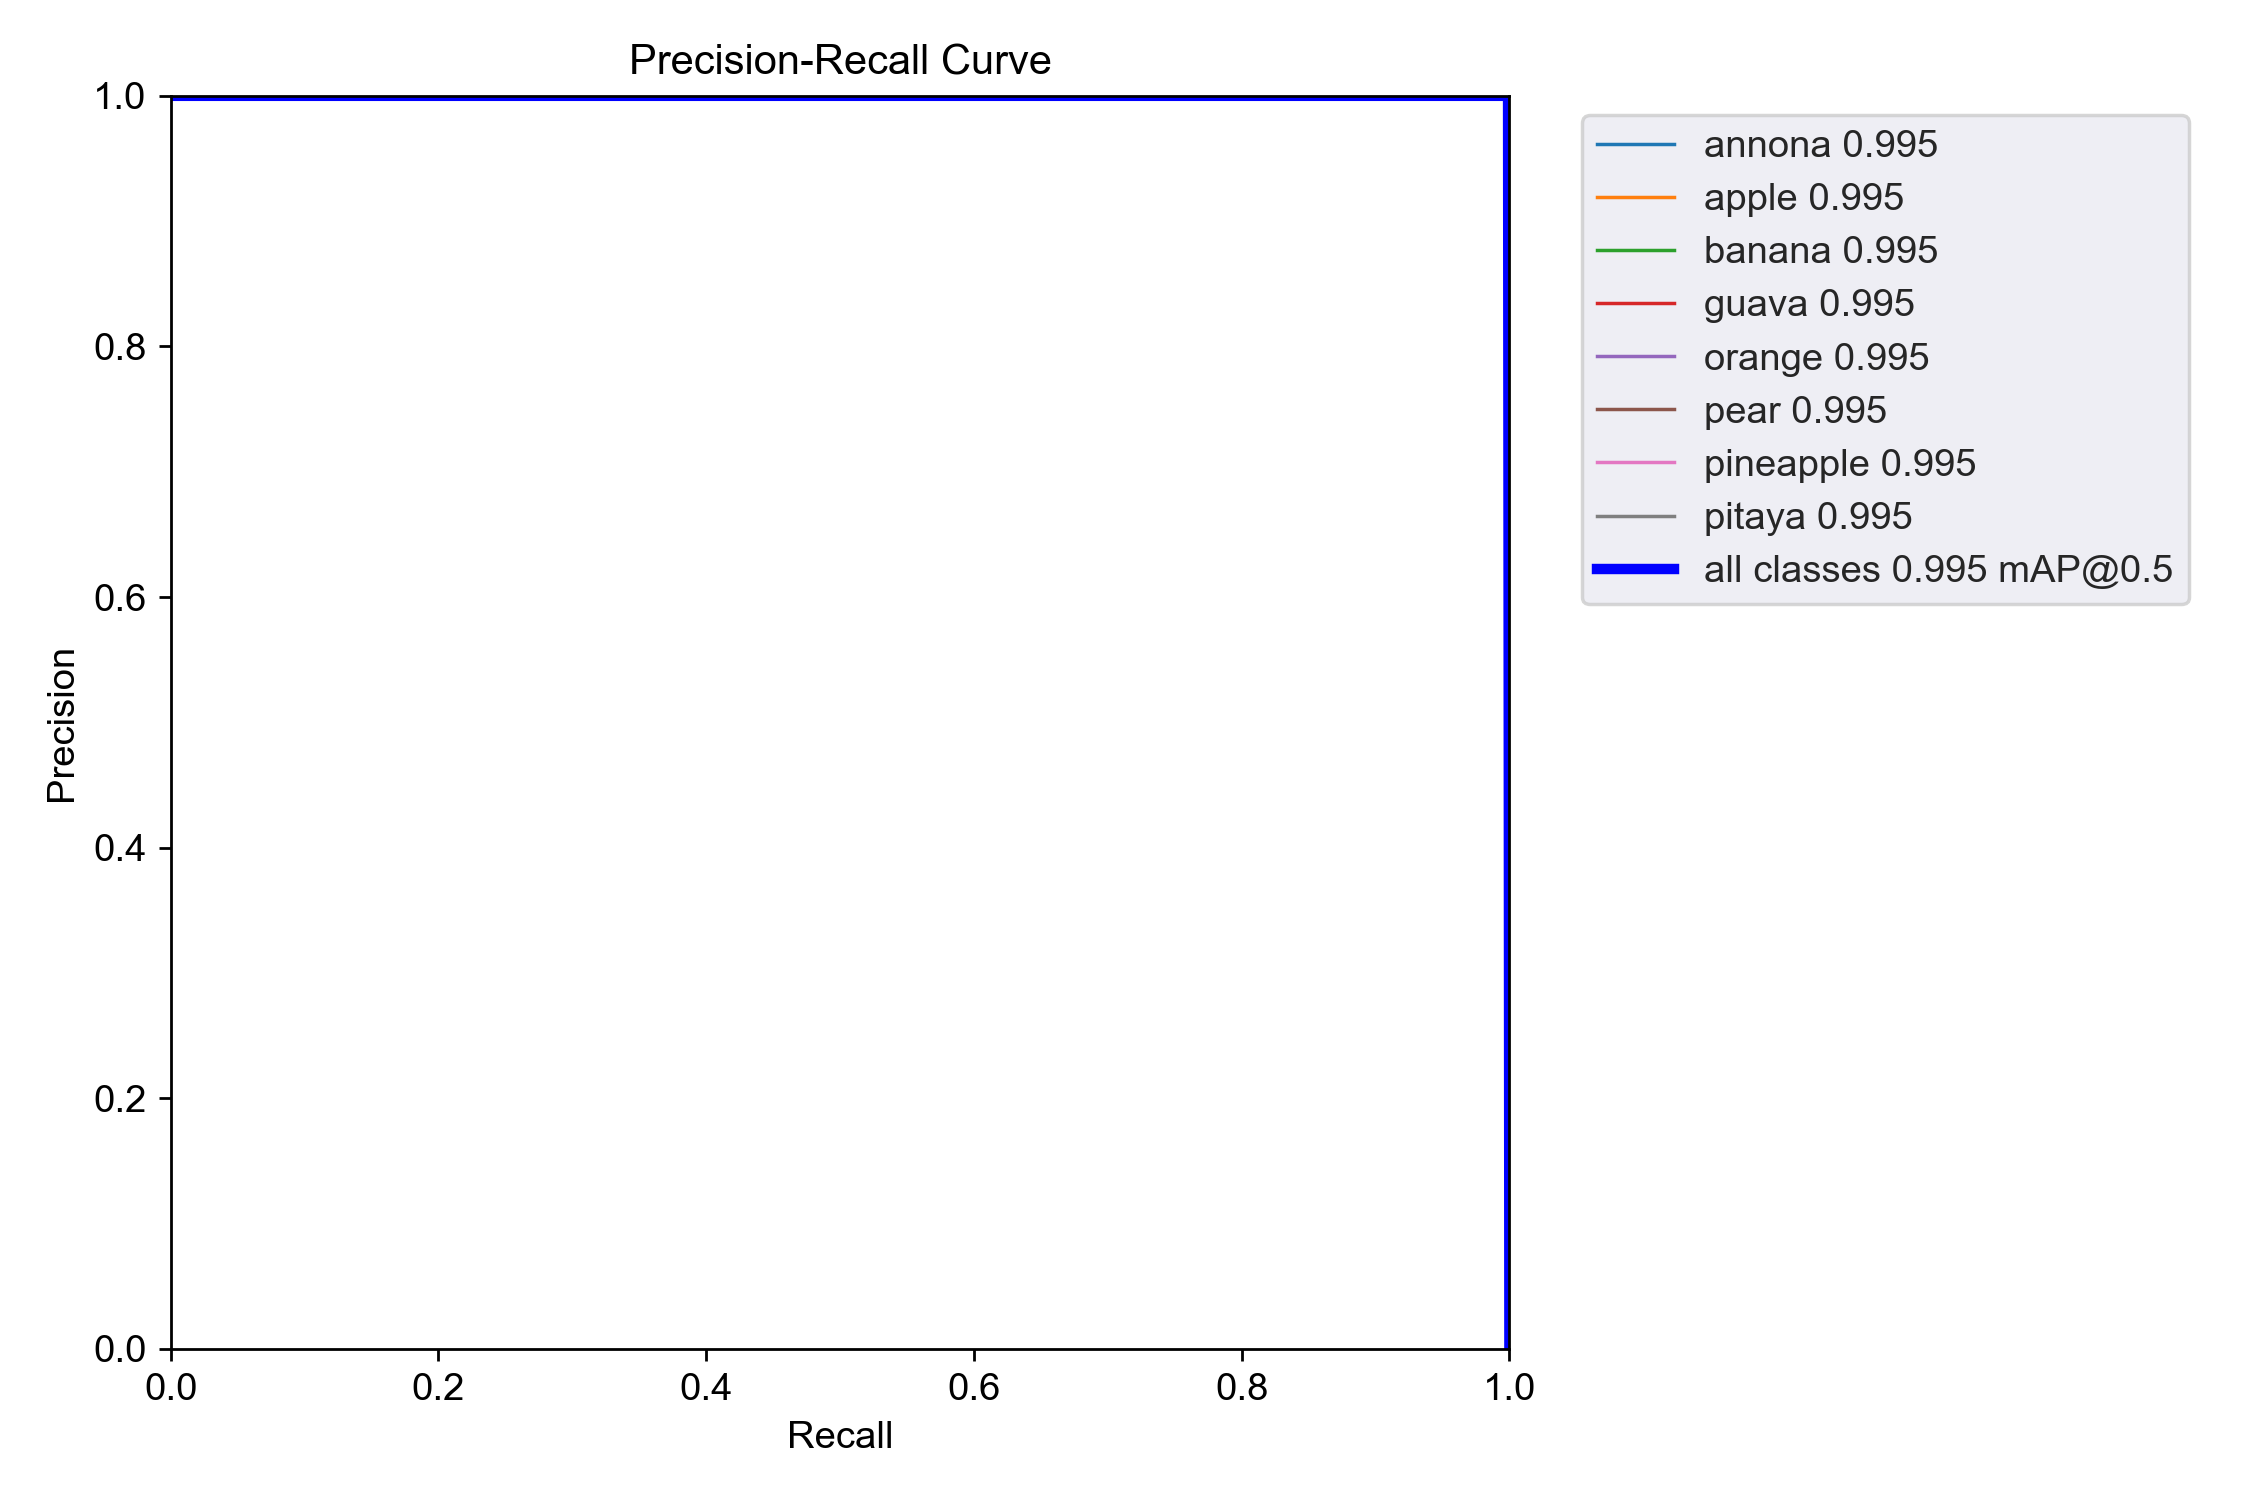 Precision-Recall Curve
1.0
0.8
0.6
0.4
0.2
0.0
Precision
0.0 0.2 0.4 0.6 0.8 1.0
Recall
annona 0.995
apple 0.995
banana 0.995
guava 0.995
orange 0.995
pear 0.995
pineapple 0.995
pitaya 0.995
all classes 0.995 mAP@0.5